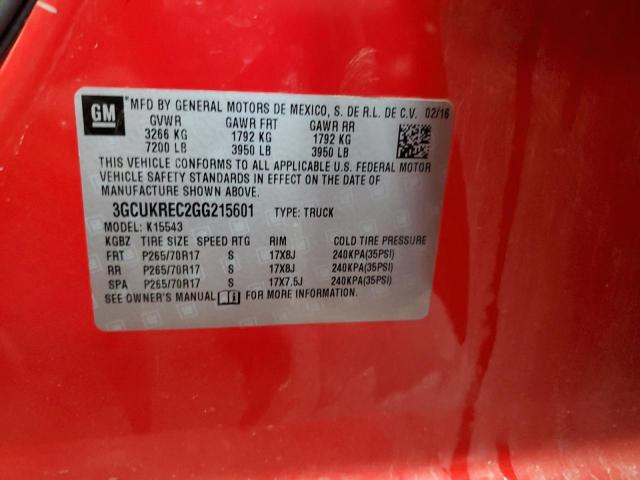 GM MFD BY GENERAL MOTORS DE MEXICO, S. DE R.L. DE C.V. 02/16
GVWR GAWR FRT GAWR RR
3266 KG 1792 KG 1792 KG
7200 LB 3950 LB 3950 LB
THIS VEHICLE CONFORMS TO ALL APPLICABLE U.S. FEDERAL MOTOR
VEHICLE SAFETY STANDARDS IN EFFECT ON THE DATE OF
MANUFACTURE SHOWN ABOVE.
3GCUKREC2GG215601 TYPE: TRUCK
MODEL: K15543
KGBZ TIRE SIZE SPEED RTG RIM COLD TIRE PRESSURE
FRT P265/70R17 S 17X8J 240KPA(35PSI)
RR P265/70R17 S 17X8J 240KPA(35PSI)
SPA P265/70R17 S 17X7.5J 240KPA(35PSI)
SEE OWNER'S MANUAL FOR MORE INFORMATION.